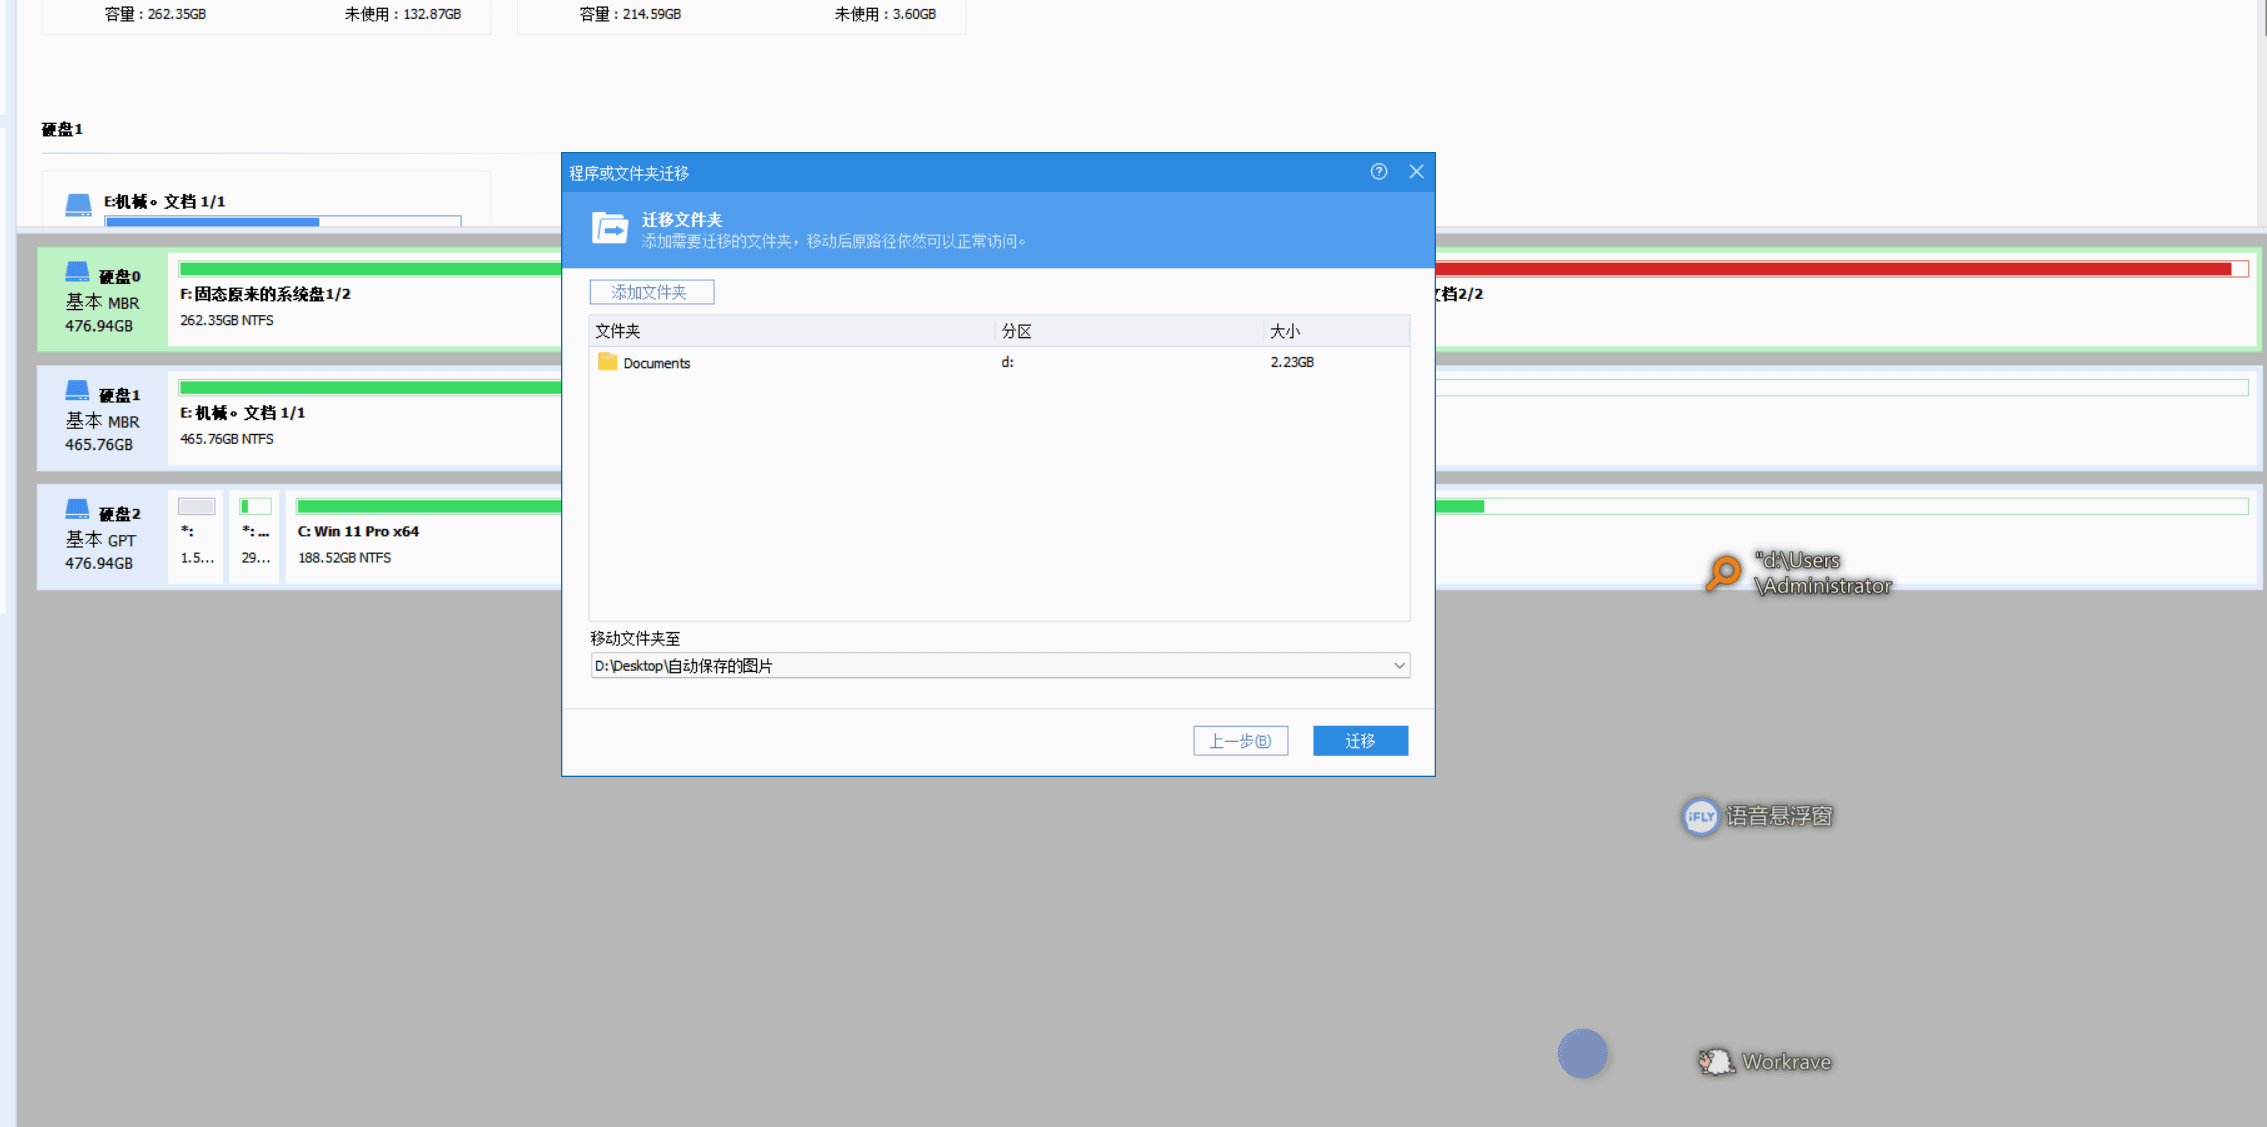 容量：262.35GB 未使用：132.87GB
容量：214.59GB 未使用：3.60GB
硬盘1
E:机械。文档 1/1
程序或文件夹迁移
迁移文件夹
添加需要迁移的文件夹，移动后原路径依然可以正常访问。
添加文件夹
文件夹 分区 大小
Documents d: 2.23GB
移动文件夹至
D:\Desktop\自动保存的图片
上一步(B) 迁移
硬盘0
基本 MBR
476.94GB
F:固态原来的系统盘1/2
262.35GB NTFS
文档2/2
硬盘1
基本 MBR
465.76GB
E:机械。文档 1/1
465.76GB NTFS
硬盘2
基本 GPT
476.94GB
*:
1.5...
*:...
29...
C: Win 11 Pro x64
188.52GB NTFS
"d:\Users
\Administrator
iFLY 语音悬浮窗
Workrave